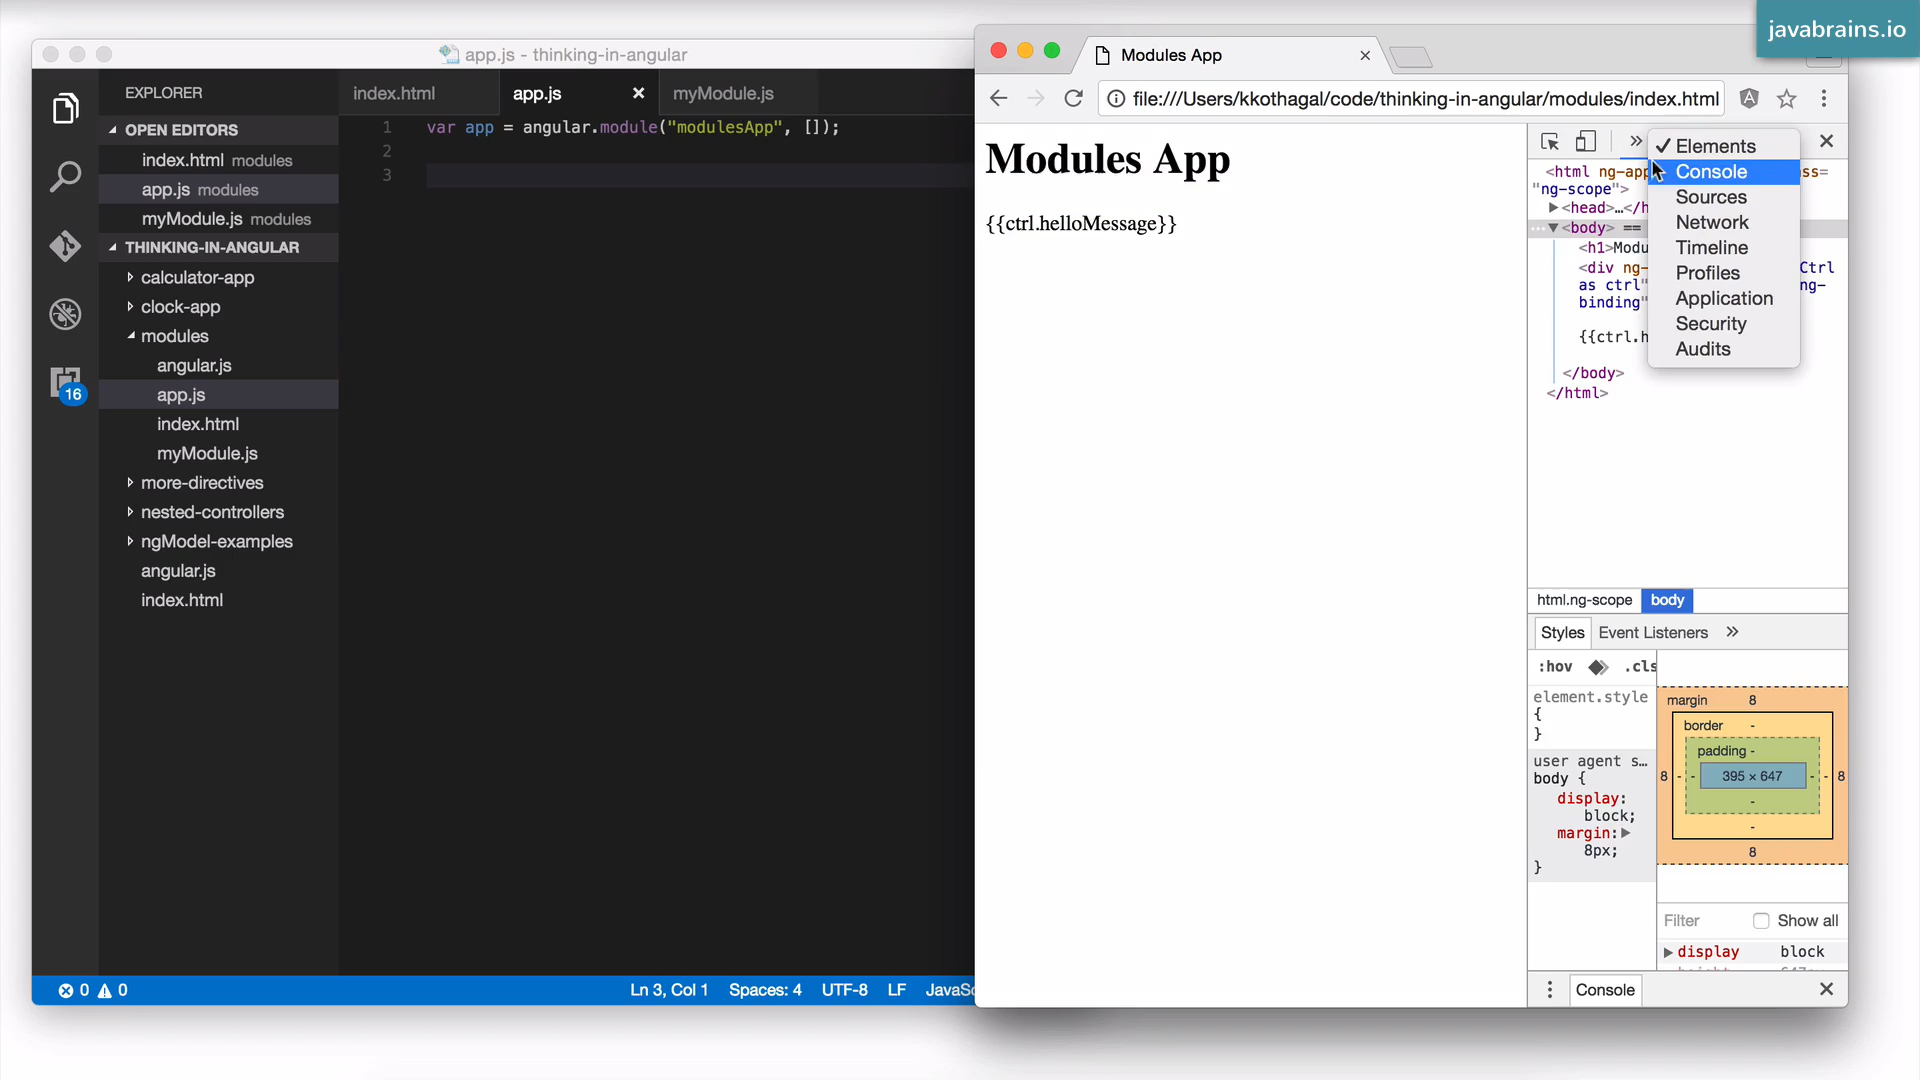 javabrains.io
app.js - thinking-in-angular
EXPLORER
OPEN EDITORS
index.html modules
app.js modules
myModule.js modules
THINKING-IN-ANGULAR
calculator-app
clock-app
modules
angular.js
app.js
index.html
myModule.js
more-directives
nested-controllers
ngModel-examples
angular.js
index.html
16
index.html
app.js
myModule.js
1 var app = angular.module("modulesApp", []);
2
3
0 0
Ln 3, Col 1 Spaces: 4 UTF-8 LF
Modules App
file:///Users/kkothagal/code/thinking-in-angular/modules/index.html
Modules App
{{ctrl.helloMessage}}
Elements
Console
Sources
Network
Timeline
Profiles
Application
Security
Audits
<html ng-app
"ng-scope">
<head>…</h
<body> ==
<h1>Modu
<div ng- Ctrl
as ctrl" ng-
binding"
{{ctrl.h
</body>
</html>
html.ng-scope body
Styles Event Listeners
:hov .cls
element.style
{
}
user agent s…
body {
display:
block;
margin:
8px;
}
margin 8
border -
padding -
8 - - 395 × 647 - - 8
-
-
8
Filter Show all
display block
Console